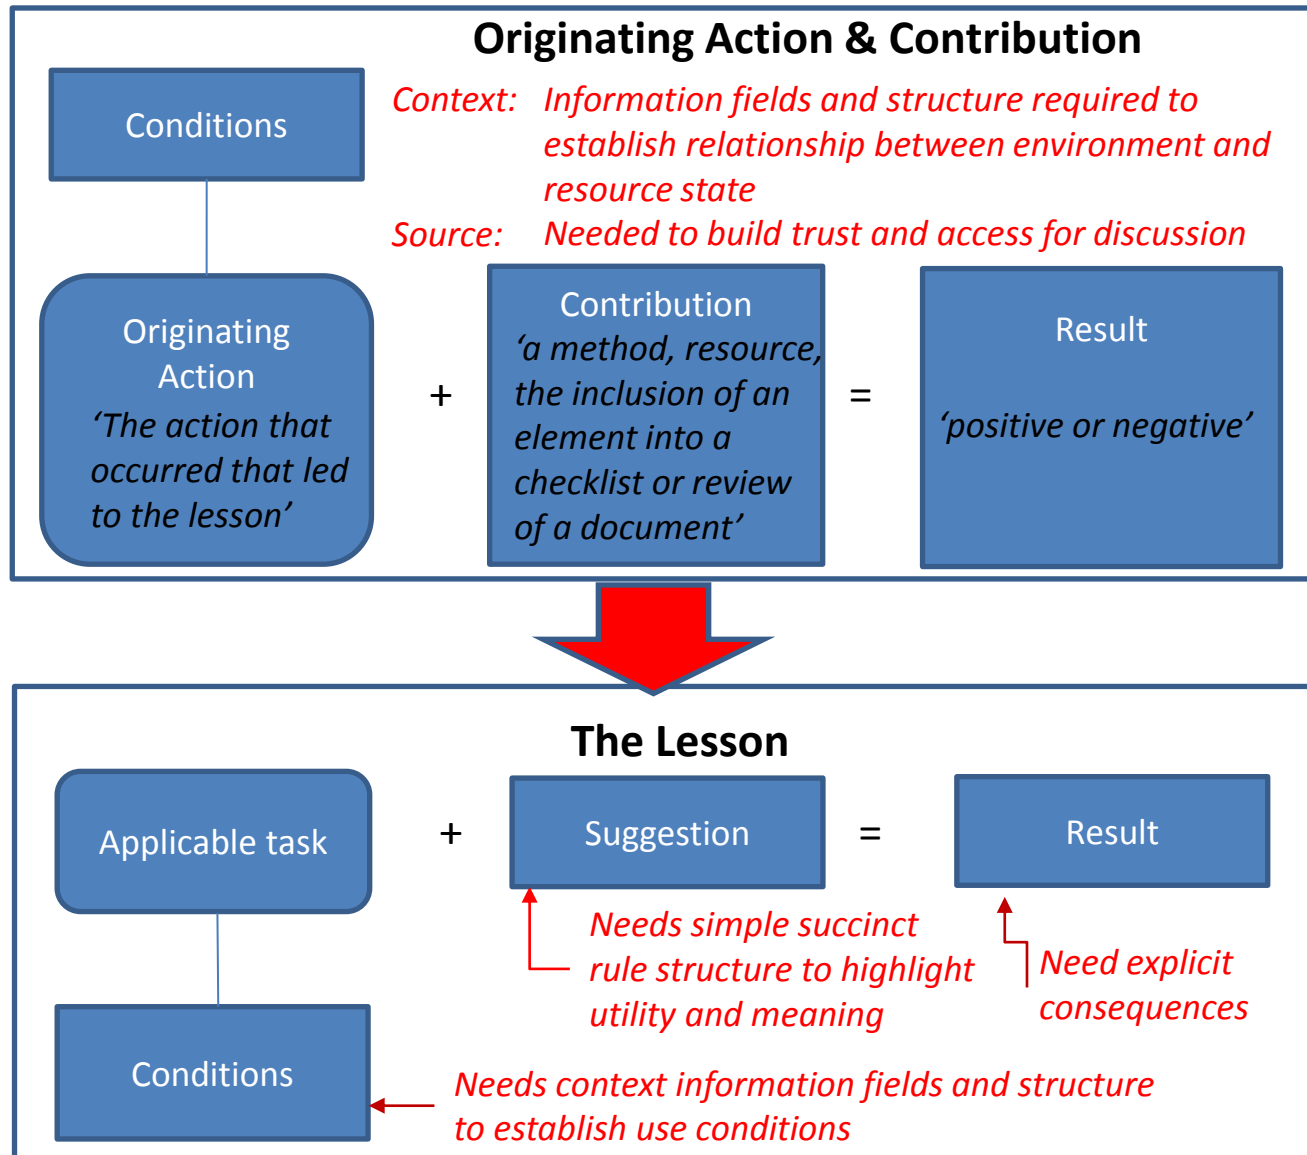 Originating Action & Contribution
Conditions
Context: Information fields and structure required to
establish relationship between environment and
resource state
Source: Needed to build trust and access for discussion
Originating
Action
‘The action that
occurred that led
to the lesson’
+
Contribution
‘a method, resource,
the inclusion of an
element into a
checklist or review
of a document’
=
Result
‘positive or negative’
The Lesson
Applicable task
+
Suggestion
=
Result
Needs simple succinct
rule structure to highlight
utility and meaning
Need explicit
consequences
Conditions
Needs context information fields and structure
to establish use conditions